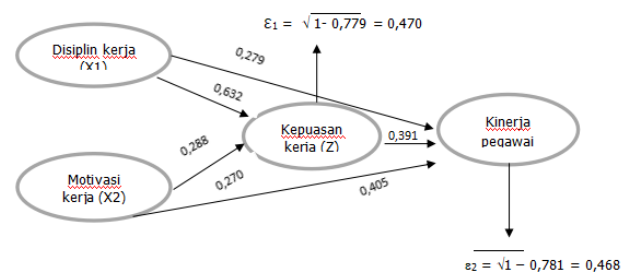 ε1 = √1- 0,779 = 0,470
Disiplin kerja
(X1)
0,279
0,632
Kepuasan
kerja (Z)
0,391
Kinerja
pegawai
0,288
0,270
Motivasi
kerja (X2)
0,405
ε2 = √1 – 0,781 = 0,468